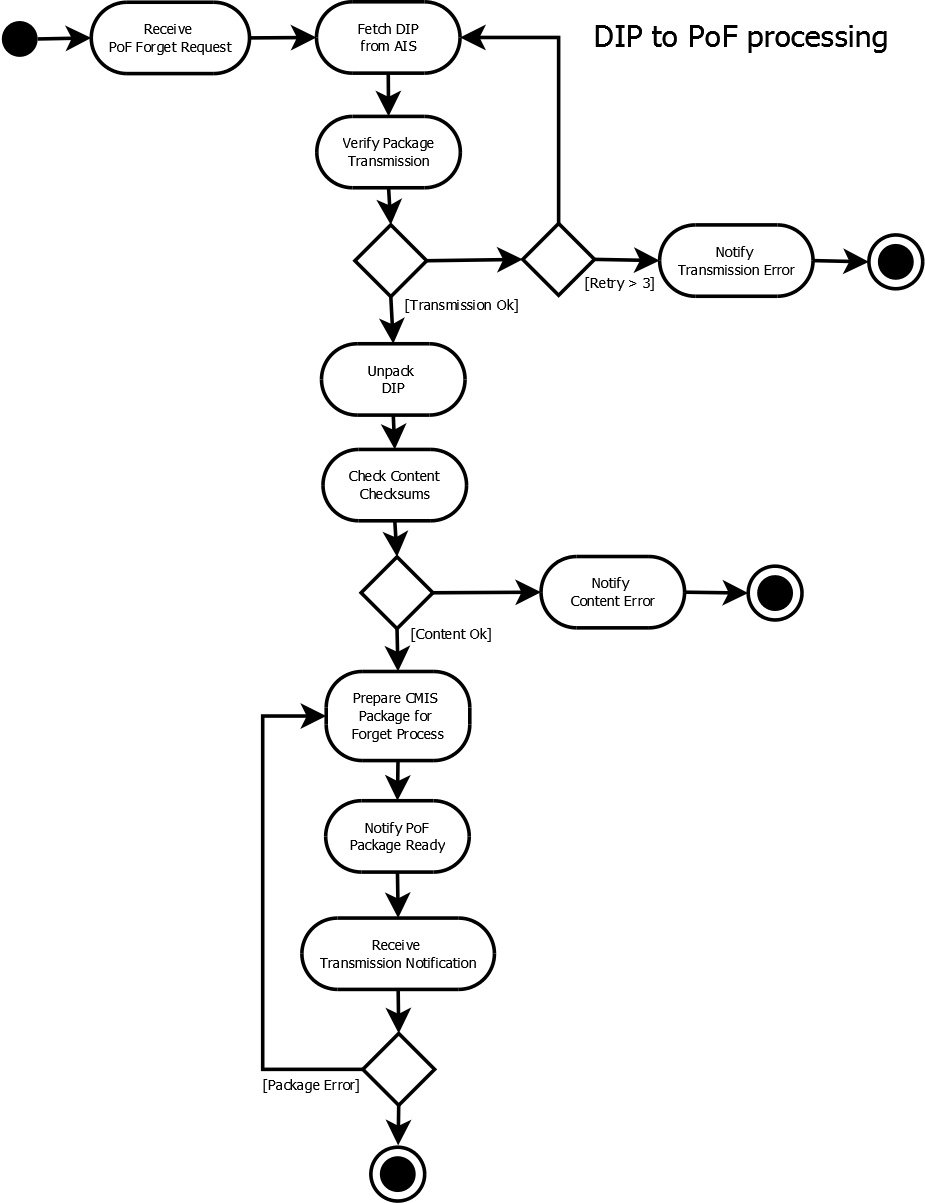 DIP to PoF processing
Receive
PoF Forget Request
Fetch DIP
from AIS
Verify Package
Transmission
[Transmission Ok]
[Retry > 3]
Notify
Transmission Error
Unpack
DIP
Check Content
Checksums
[Content Ok]
Notify
Content Error
Prepare CMIS
Package for
Forget Process
Notify PoF
Package Ready
Receive
Transmission Notification
[Package Error]